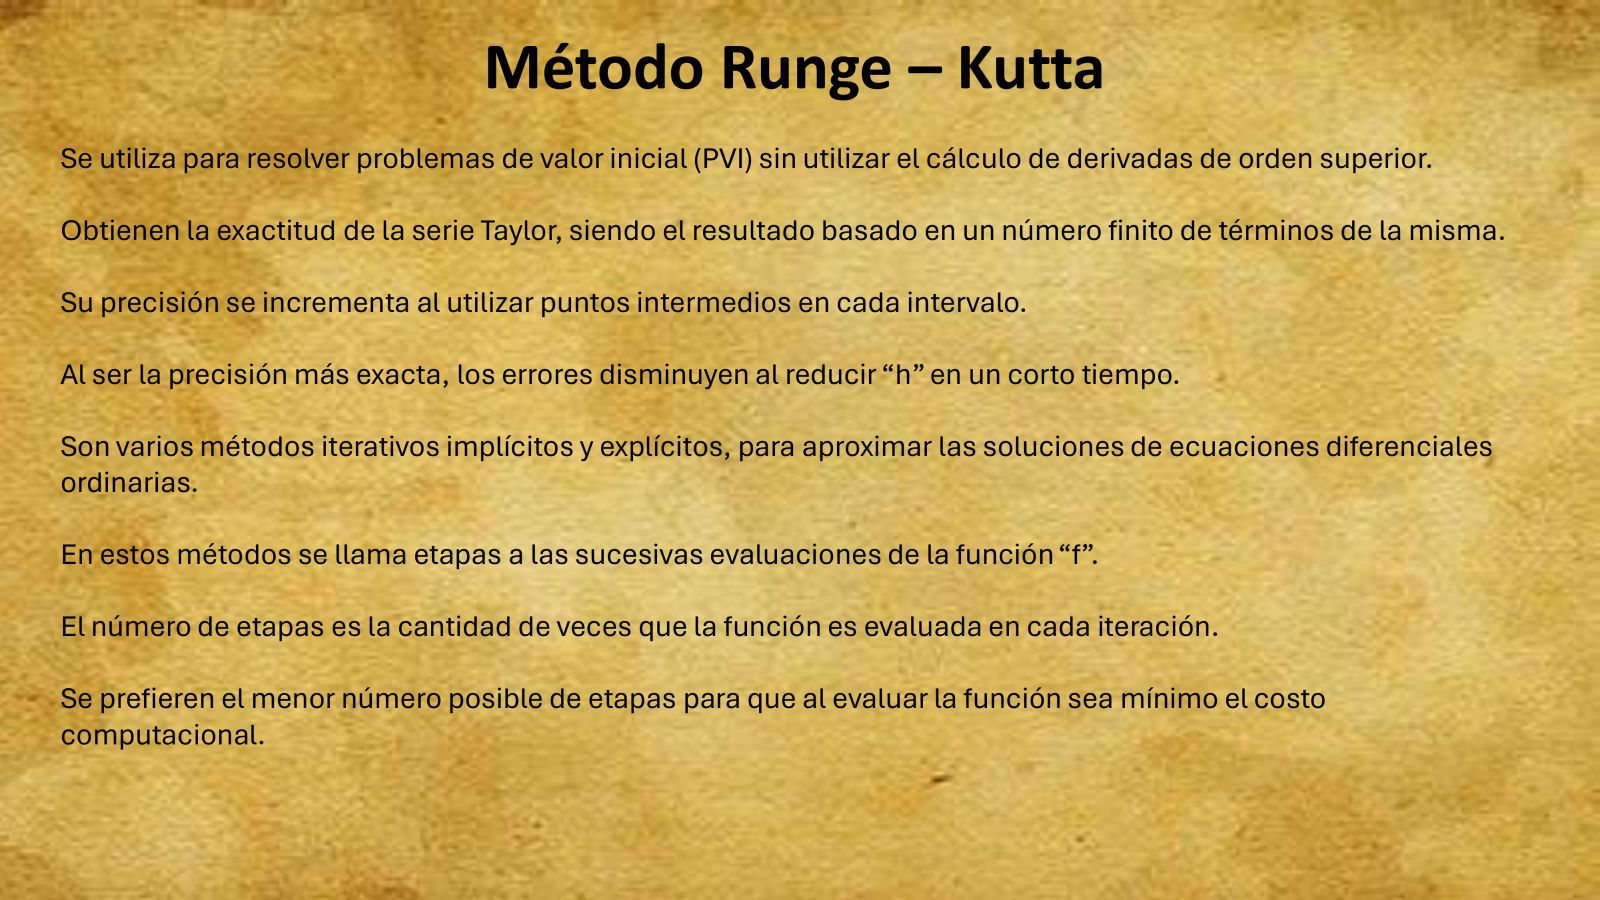 Método Runge – Kutta
Se utiliza para resolver problemas de valor inicial (PVI) sin utilizar el cálculo de derivadas de orden superior.
Obtienen la exactitud de la serie Taylor, siendo el resultado basado en un número finito de términos de la misma.
Su precisión se incrementa al utilizar puntos intermedios en cada intervalo.
Al ser la precisión más exacta, los errores disminuyen al reducir “h” en un corto tiempo.
Son varios métodos iterativos implícitos y explícitos, para aproximar las soluciones de ecuaciones diferenciales
ordinarias.
En estos métodos se llama etapas a las sucesivas evaluaciones de la función “f”.
El número de etapas es la cantidad de veces que la función es evaluada en cada iteración.
Se prefieren el menor número posible de etapas para que al evaluar la función sea mínimo el costo
computacional.